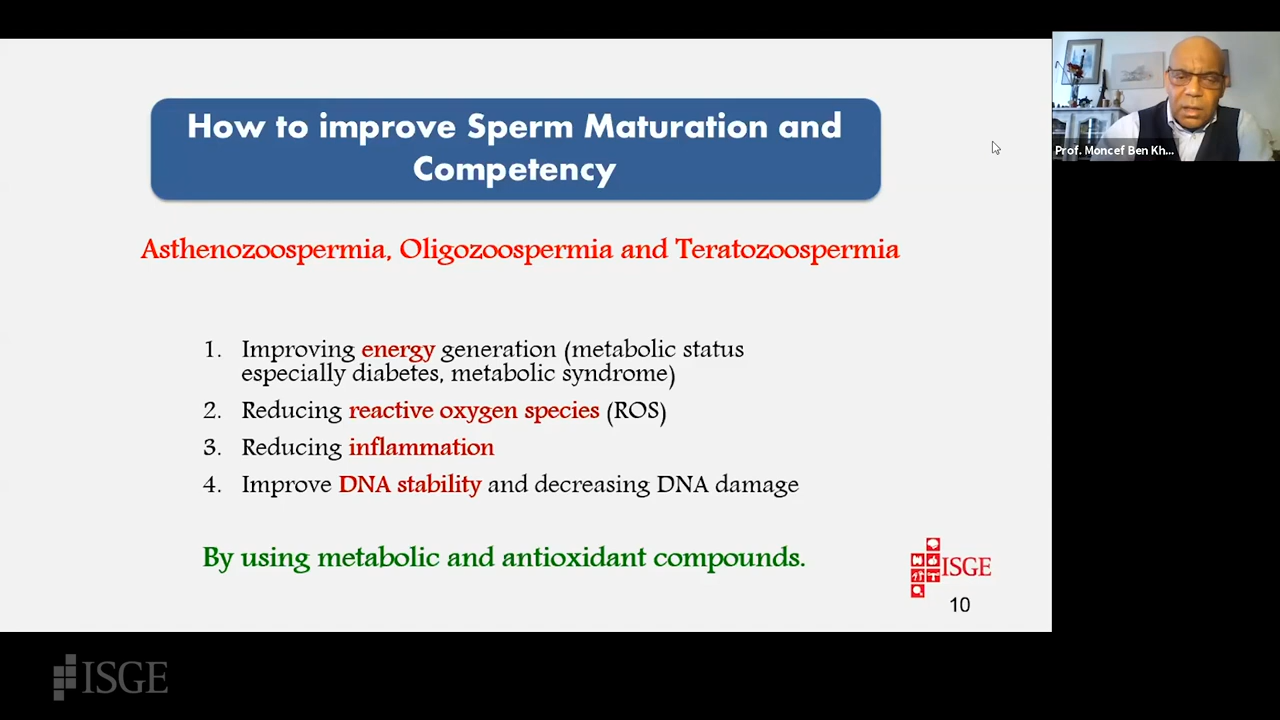 How to improve Sperm Maturation and
Competency
Asthenozoospermia, Oligozoospermia and Teratozoospermia
1. Improving energy generation (metabolic status
especially diabetes, metabolic syndrome)
2. Reducing reactive oxygen species (ROS)
3. Reducing inflammation
4. Improve DNA stability and decreasing DNA damage
By using metabolic and antioxidant compounds.
ISGE
10
Prof. Moncef Ben Kh...
ISGE